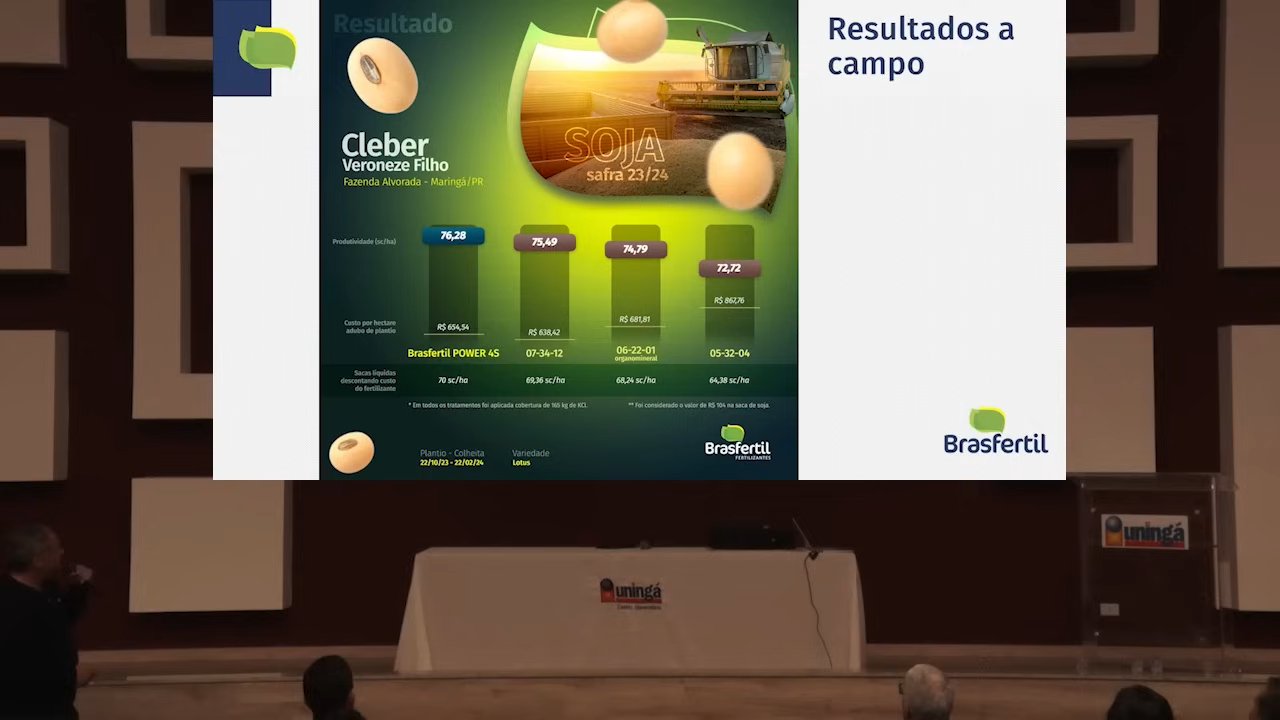 Resultado
Resultados a
campo
SOJA
safra 23/24
Cleber
Veroneze Filho
Fazenda Alvorada - Maringá/PR
Produtividade (sc/ha)
76,28
75,49
74,79
72,72
Custo por hectare
adubo de plantio
R$ 654,54
R$ 638,42
R$ 681,81
R$ 867,76
Brasfertil POWER 4S
07-34-12
06-22-01
organomineral
05-32-04
Sacas líquidas
descontando custo
do fertilizante
70 sc/ha
69,36 sc/ha
68,24 sc/ha
64,38 sc/ha
* Em todos os tratamentos foi aplicada cobertura de 165 kg de KCl.
** Foi considerado o valor de R$ 104 na saca de soja.
Plantio - Colheita
22/10/23 - 22/02/24
Variedade
Lotus
Brasfertil
FERTILIZANTES
Brasfertil
uningá
uningá